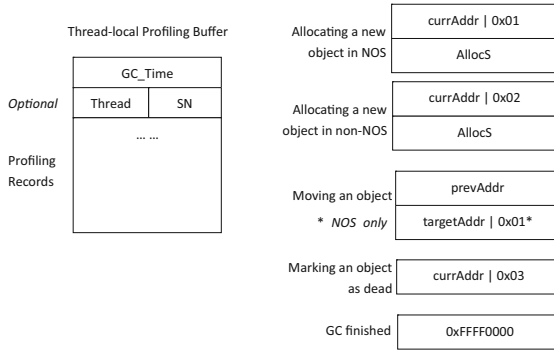 Thread-local Profiling Buffer
GC_Time
Optional
Thread
SN
... ...
Profiling
Records
Allocating a new
object in NOS
currAddr | 0x01
AllocS
Allocating a new
object in non-NOS
currAddr | 0x02
AllocS
Moving an object
* NOS only
prevAddr
targetAddr | 0x01*
Marking an object
as dead
currAddr | 0x03
GC finished
0xFFFF0000